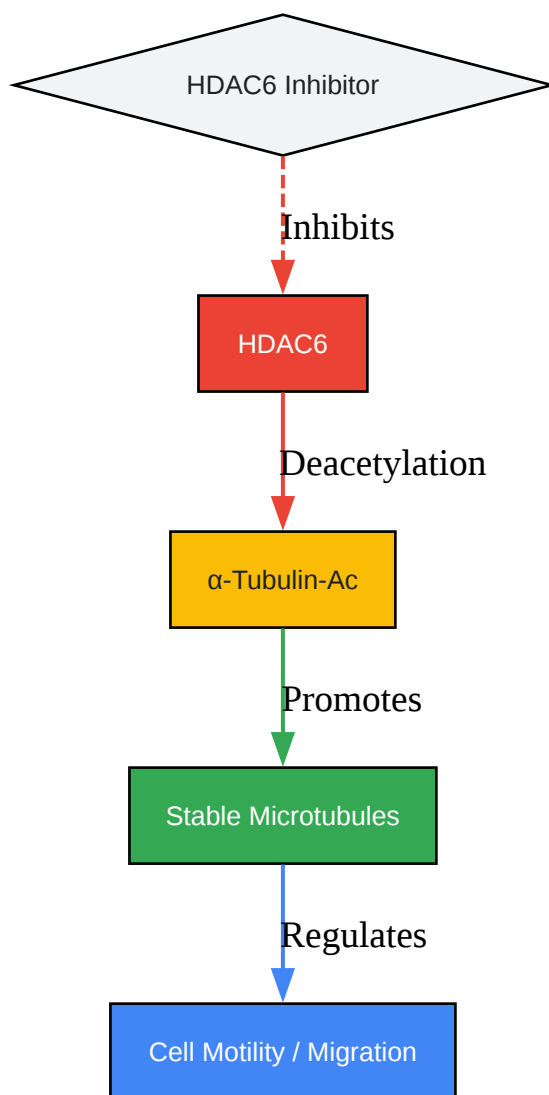 HDAC6 Inhibitor
Inhibits
HDAC6
Deacetylation
α-Tubulin-Ac
Promotes
Stable Microtubules
Regulates
Cell Motility / Migration